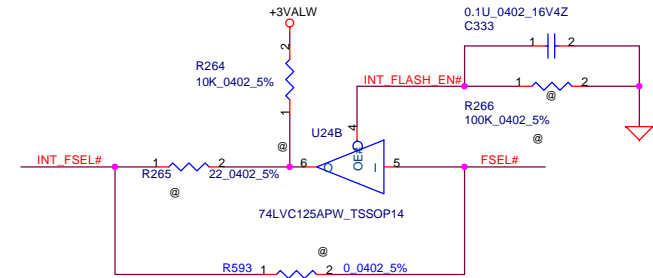 +3VALW
0.1U_0402_16V4Z
C333
1 2
2
R264
10K_0402_5%
1
INT_FLASH_EN#
1 2
@
R266
100K_0402_5%
@
4
U24B
OE#
@
INT_FSEL#
1 2
R265 22_0402_5%
@
6
O
I
5
FSEL#
74LVC125APW_TSSOP14
@
R593 1 2 0_0402_5%